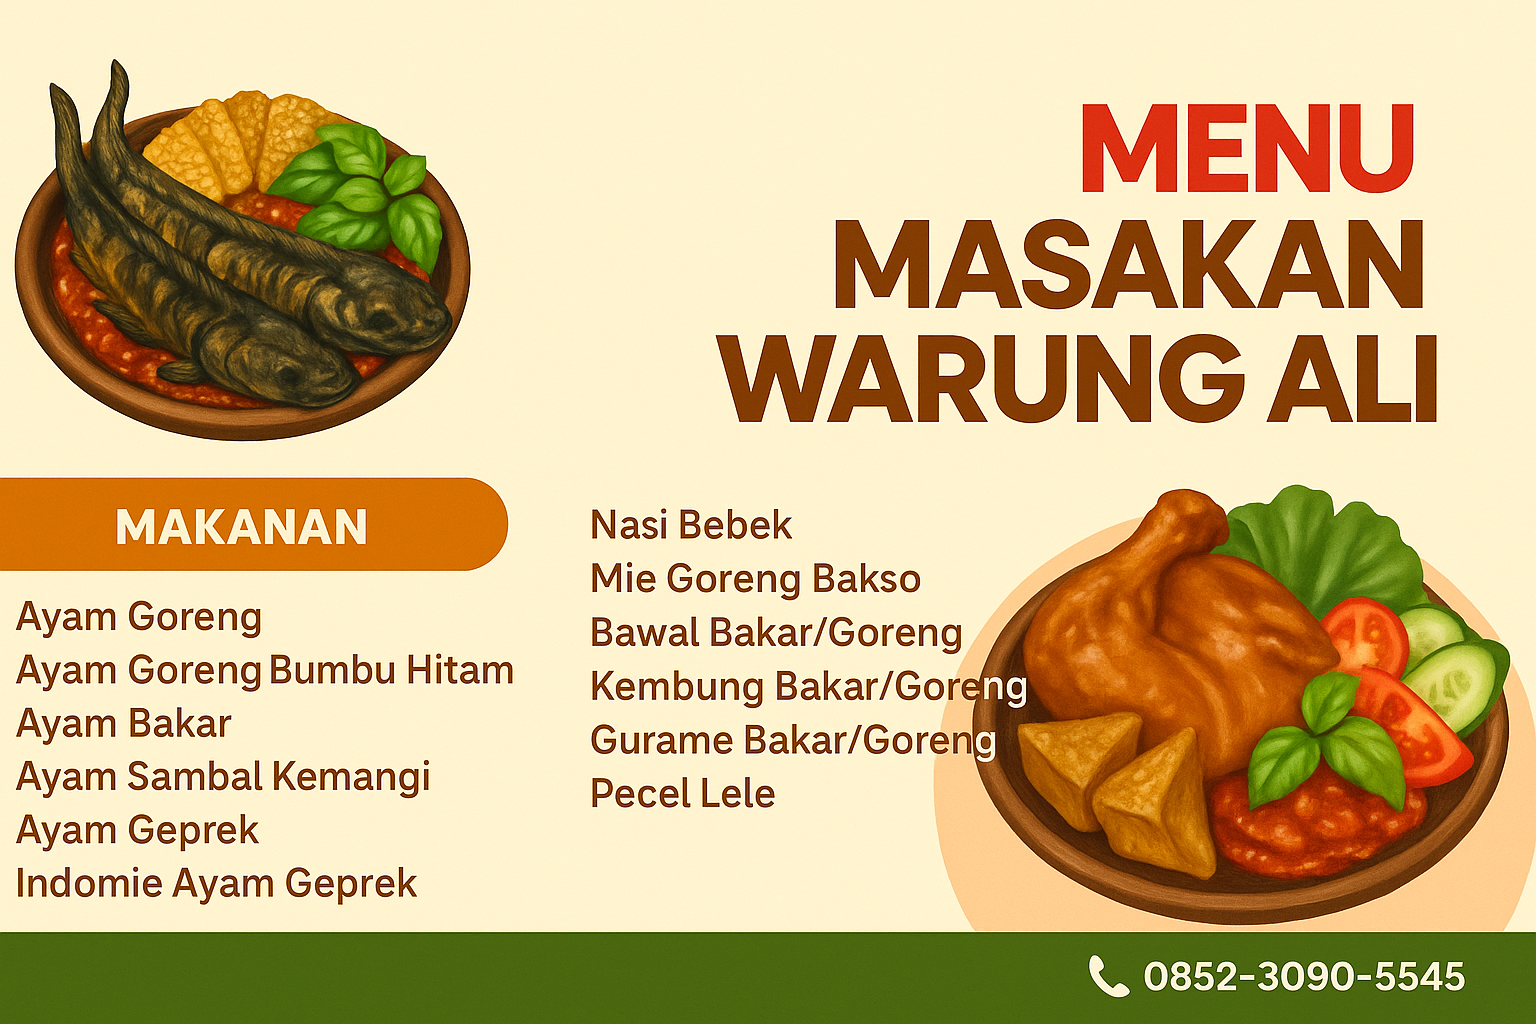 MENU
MASAKAN
WARUNG ALI
MAKANAN
Ayam Goreng
Ayam Goreng Bumbu Hitam
Ayam Bakar
Ayam Sambal Kemangi
Ayam Geprek
Indomie Ayam Geprek
Nasi Bebek
Mie Goreng Bakso
Bawal Bakar/Goreng
Kembung Bakar/Goreng
Gurame Bakar/Goreng
Pecel Lele
0852-3090-5545